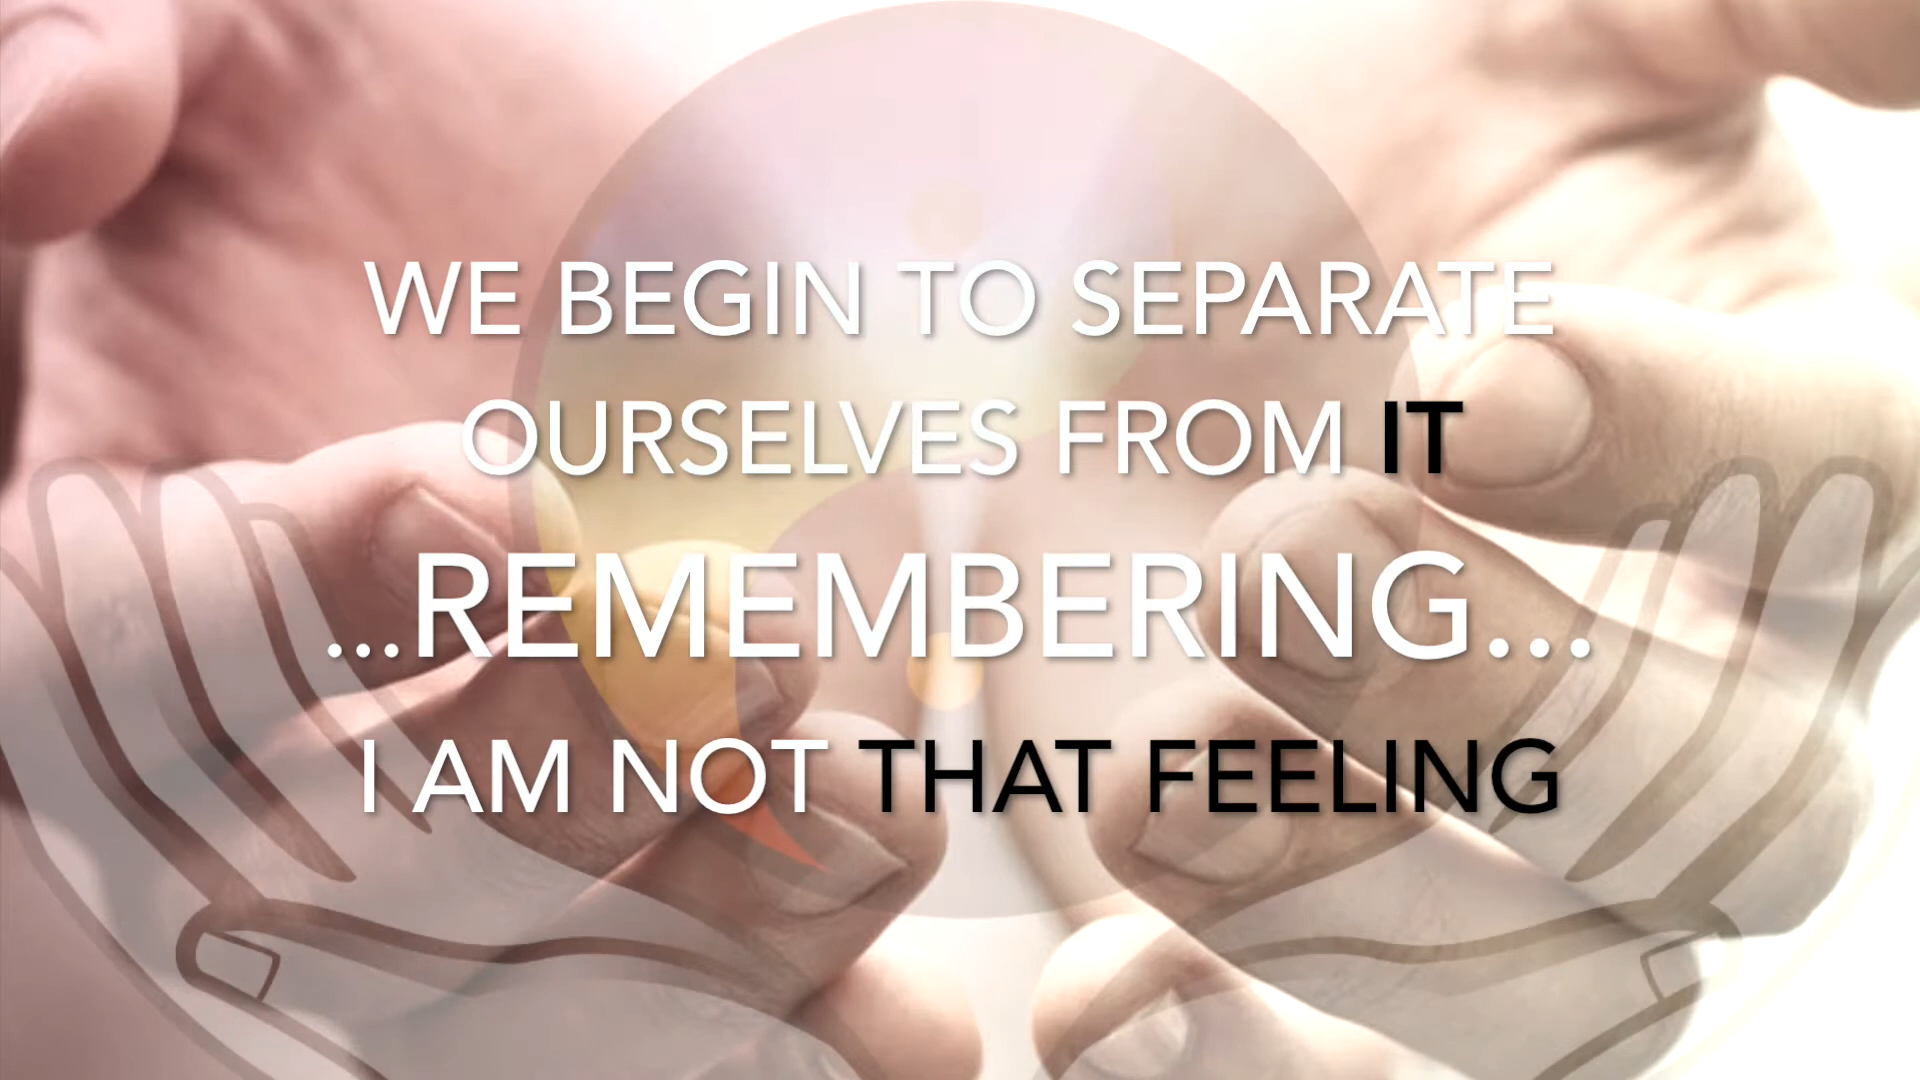 WE BEGIN TO SEPARATE
OURSELVES FROM IT
...REMEMBERING...
I AM NOT THAT FEELING